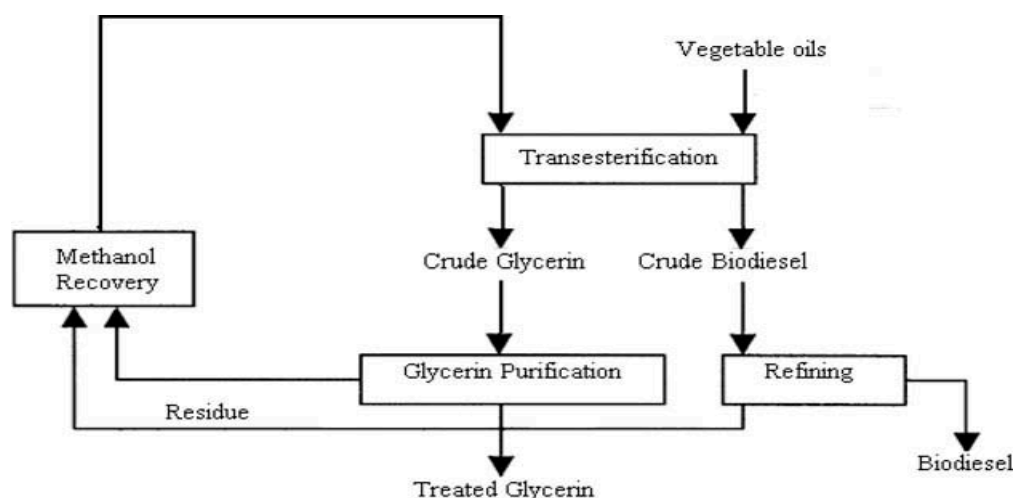 Vegetable oils
Transesterification
Methanol
Recovery
Crude Glycerin
Crude Biodiesel
Glycerin Purification
Refining
Residue
Biodiesel
Treated Glycerin